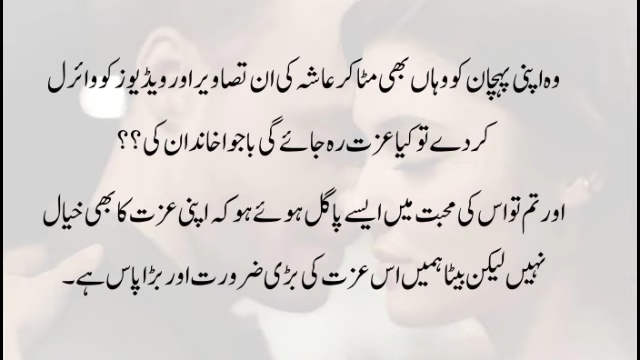 وہ اپنی پہچان کو وہاں بھی مٹا کر عاشہ کی ان تصاویر اور ویڈیوز کو وائرل
کر دے تو کیا عزت رہ جائے گی باجوا خاندان کی؟؟
اور تم تو اس کی محبت میں ایسے پاگل ہوئے ہو کہ اپنی عزت کا بھی خیال
نہیں لیکن بیٹا ہمیں اس عزت کی بڑی ضرورت اور بڑا پاس ہے۔